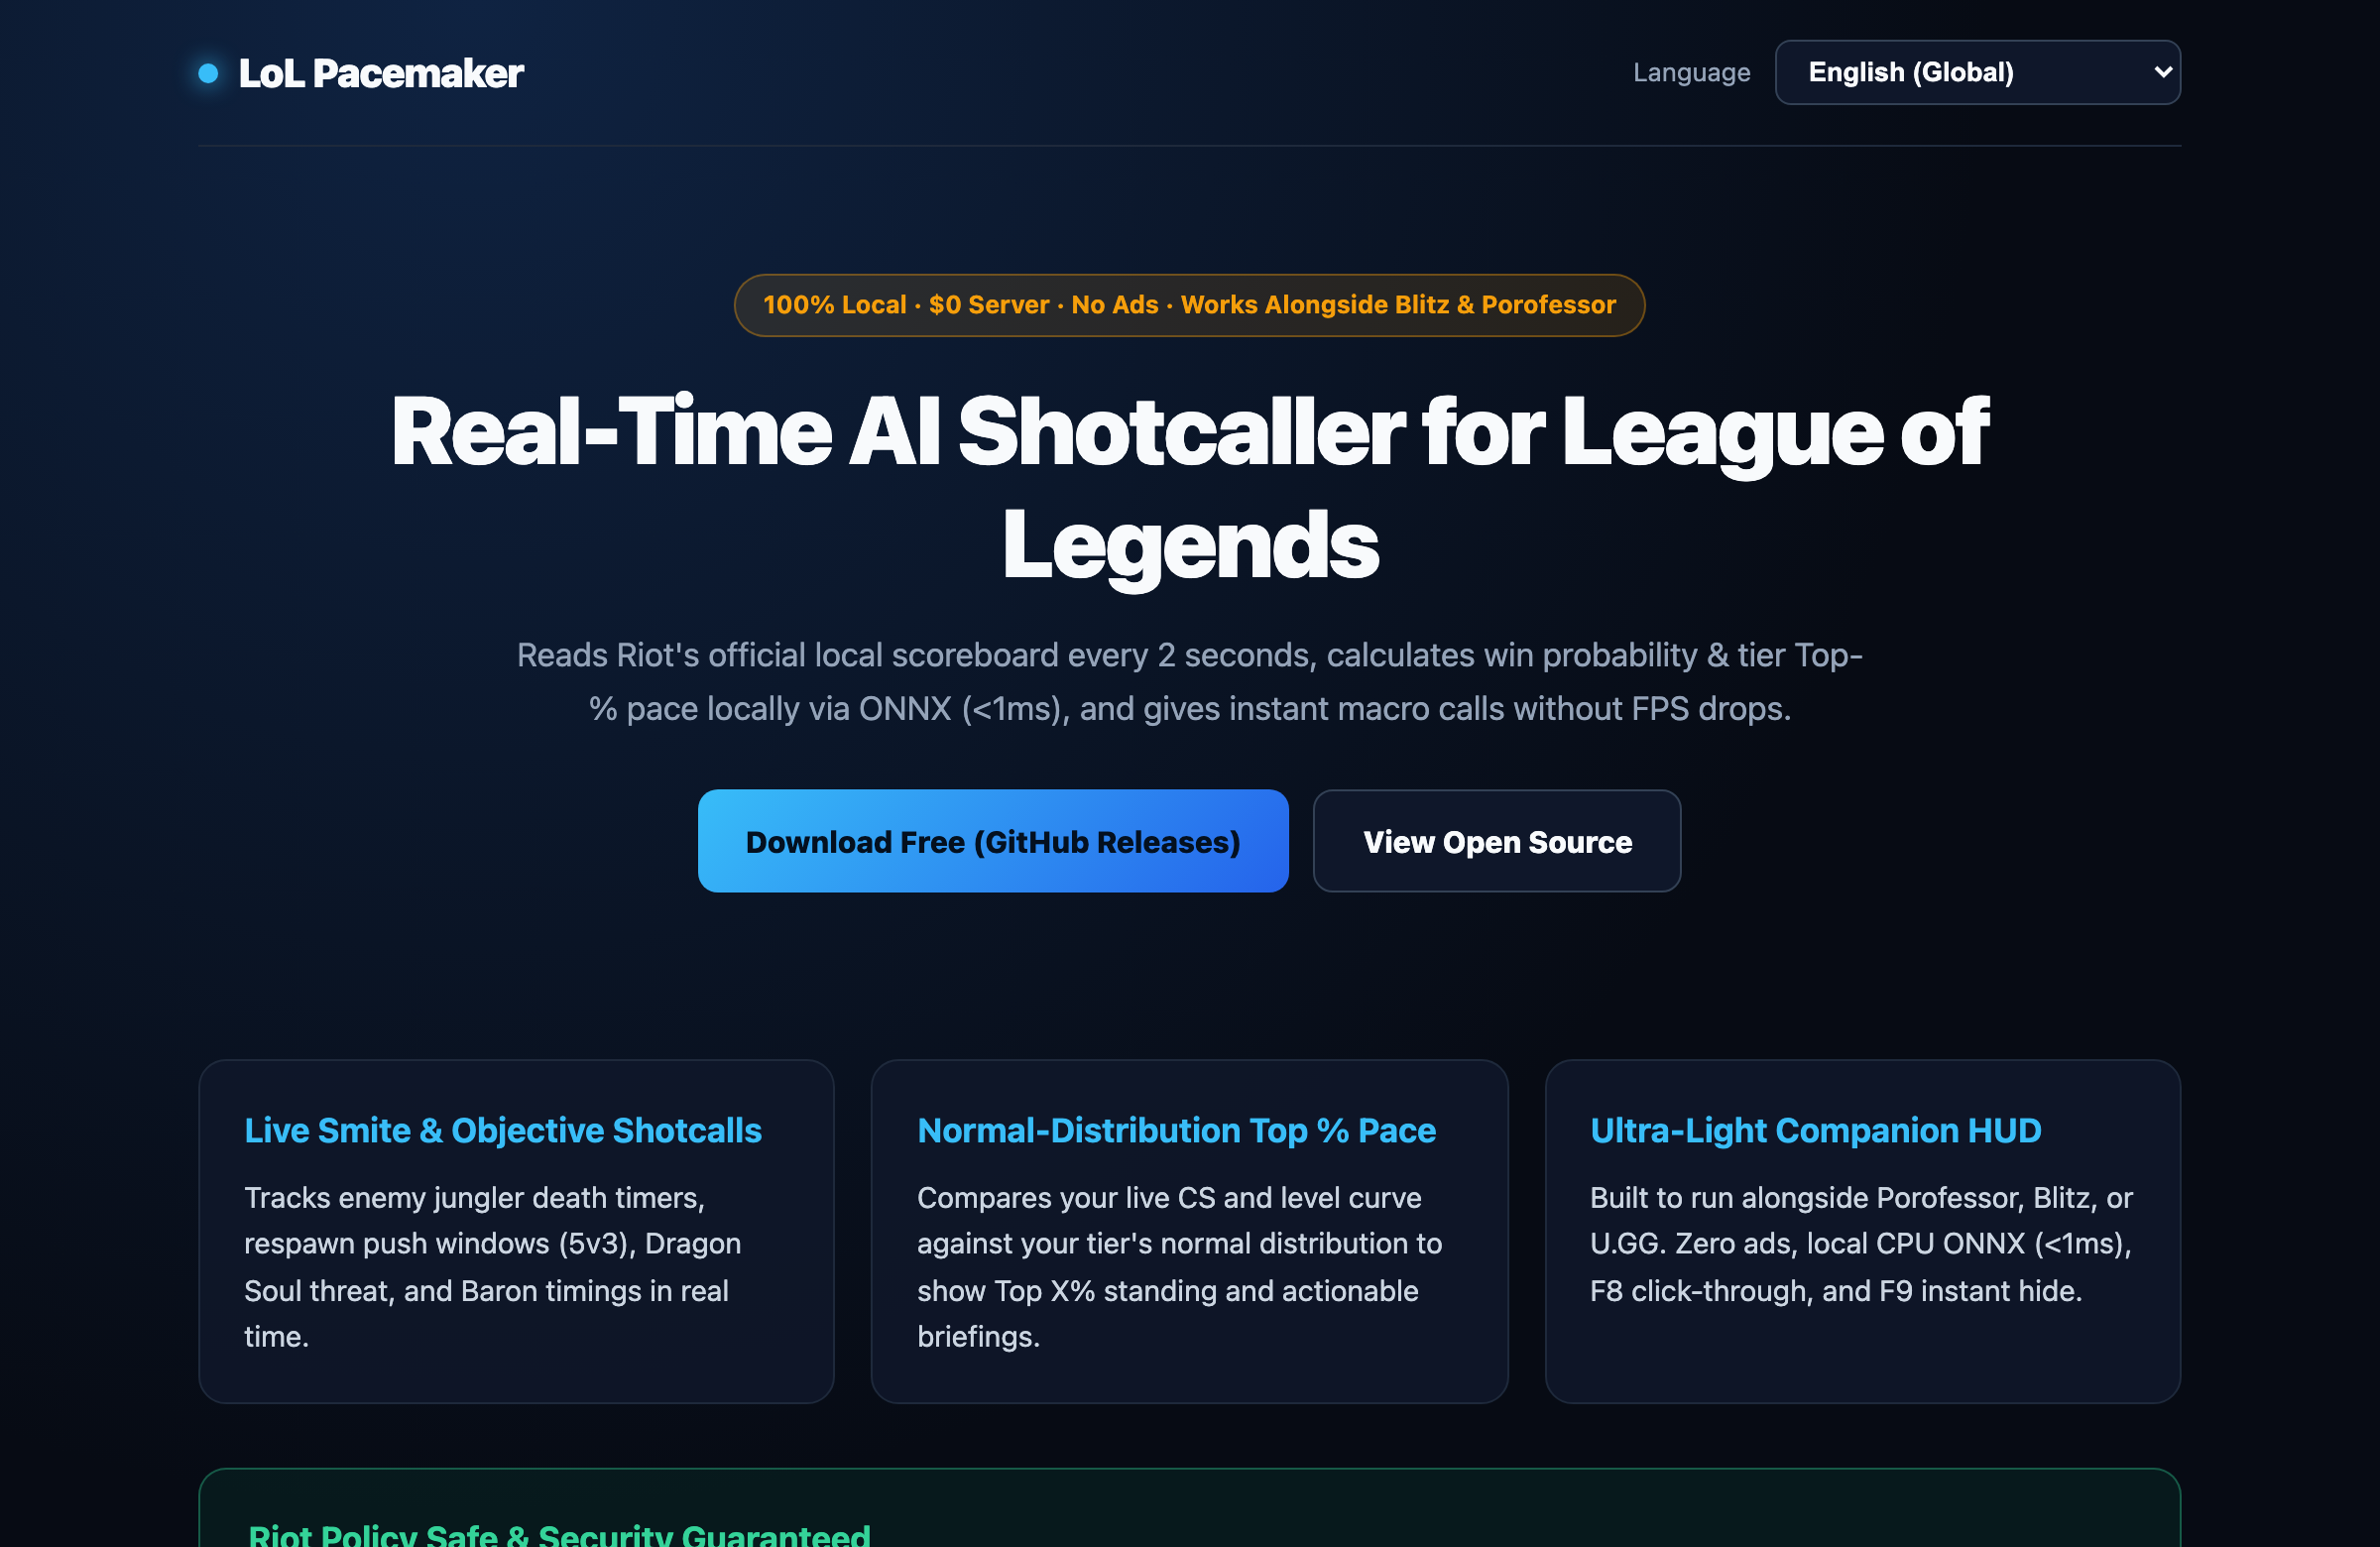 LoL Pacemaker
Language
English (Global)
100% Local · $0 Server · No Ads · Works Alongside Blitz & Porofessor
Real-Time AI Shotcaller for League of
Legends
Reads Riot's official local scoreboard every 2 seconds, calculates win probability & tier Top-
% pace locally via ONNX (<1ms), and gives instant macro calls without FPS drops.
Download Free (GitHub Releases)
View Open Source
Live Smite & Objective Shotcalls
Tracks enemy jungler death timers,
respawn push windows (5v3), Dragon
Soul threat, and Baron timings in real
time.
Normal-Distribution Top % Pace
Compares your live CS and level curve
against your tier's normal distribution to
show Top X% standing and actionable
briefings.
Ultra-Light Companion HUD
Built to run alongside Porofessor, Blitz, or
U.GG. Zero ads, local CPU ONNX (<1ms),
F8 click-through, and F9 instant hide.
Riot Policy Safe & Security Guaranteed